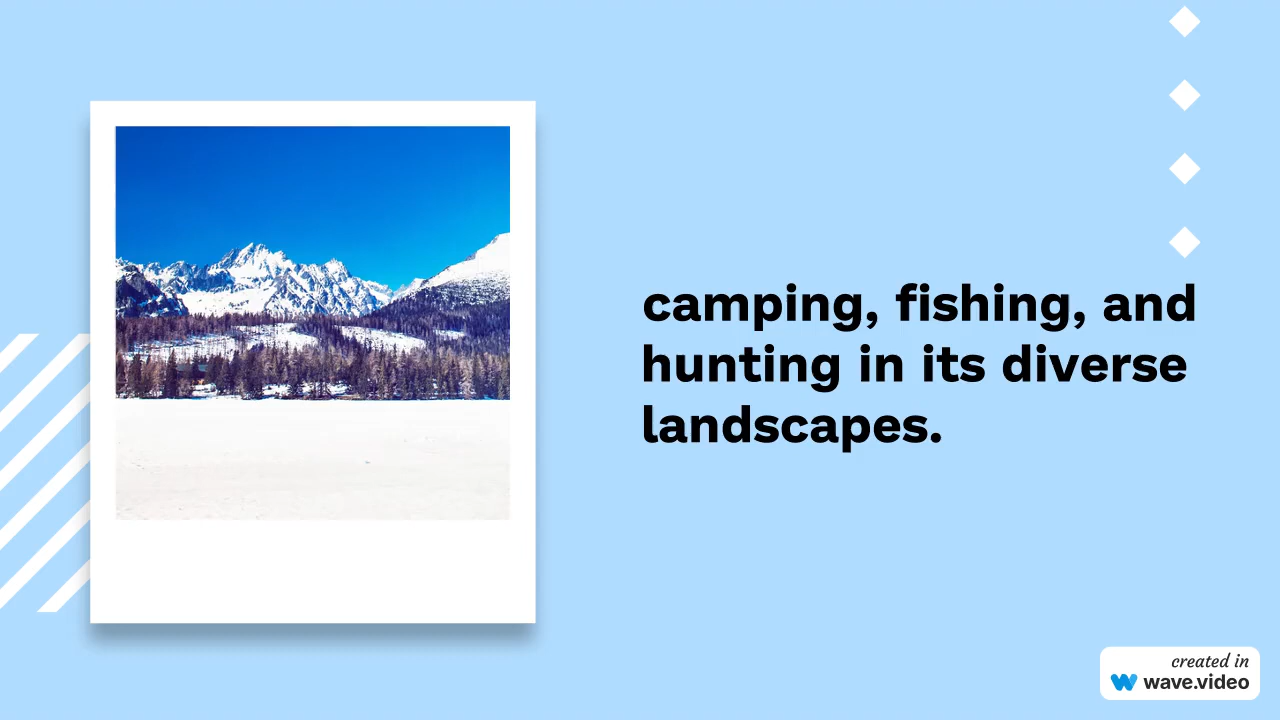 camping, fishing, and
hunting in its diverse
landscapes.
created in
wave.video